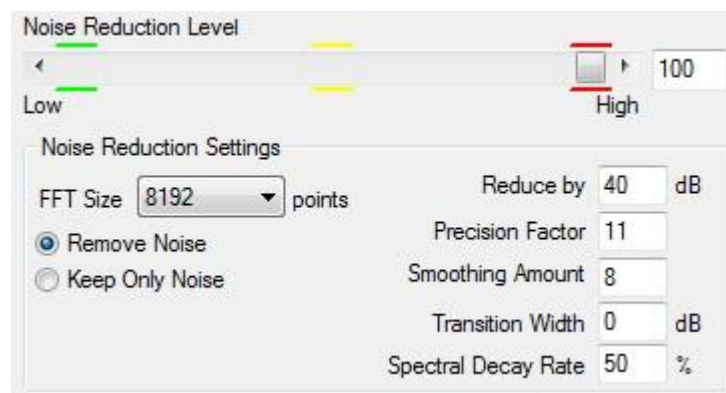 Noise Reduction Level
100
Low High
Noise Reduction Settings
FFT Size 8192 points
Reduce by 40 dB
Remove Noise
Precision Factor 11
Keep Only Noise
Smoothing Amount 8
Transition Width 0 dB
Spectral Decay Rate 50 %